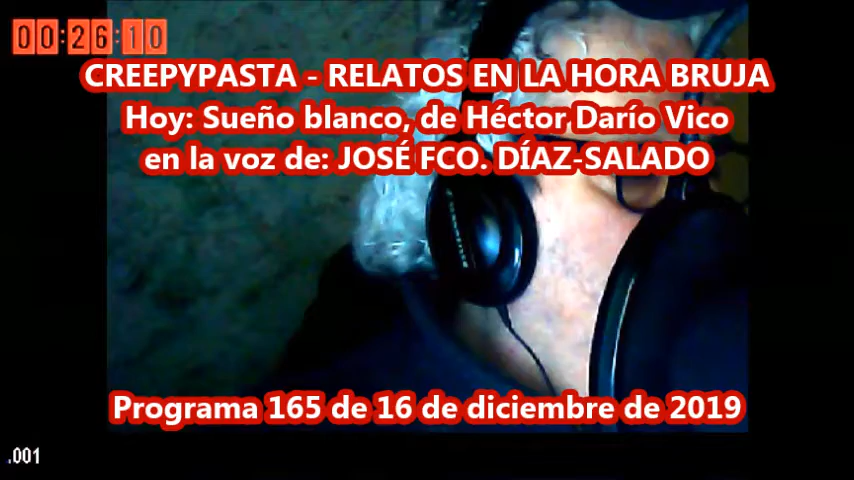 00:26:10
CREEPYPASTA - RELATOS EN LA HORA BRUJA
Hoy: Sueño blanco, de Héctor Darío Vico
en la voz de: JOSÉ FCO. DÍAZ-SALADO
Programa 165 de 16 de diciembre de 2019
.001